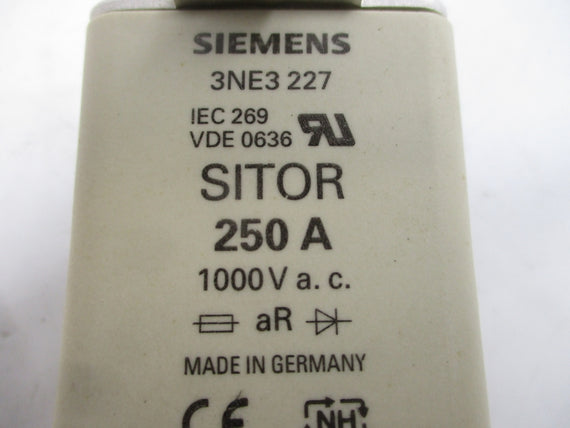 SIEMENS
3NE3 227
IEC 269
VDE 0636
SITOR
250 A
1000 V a. c.
aR
MADE IN GERMANY
CE NH